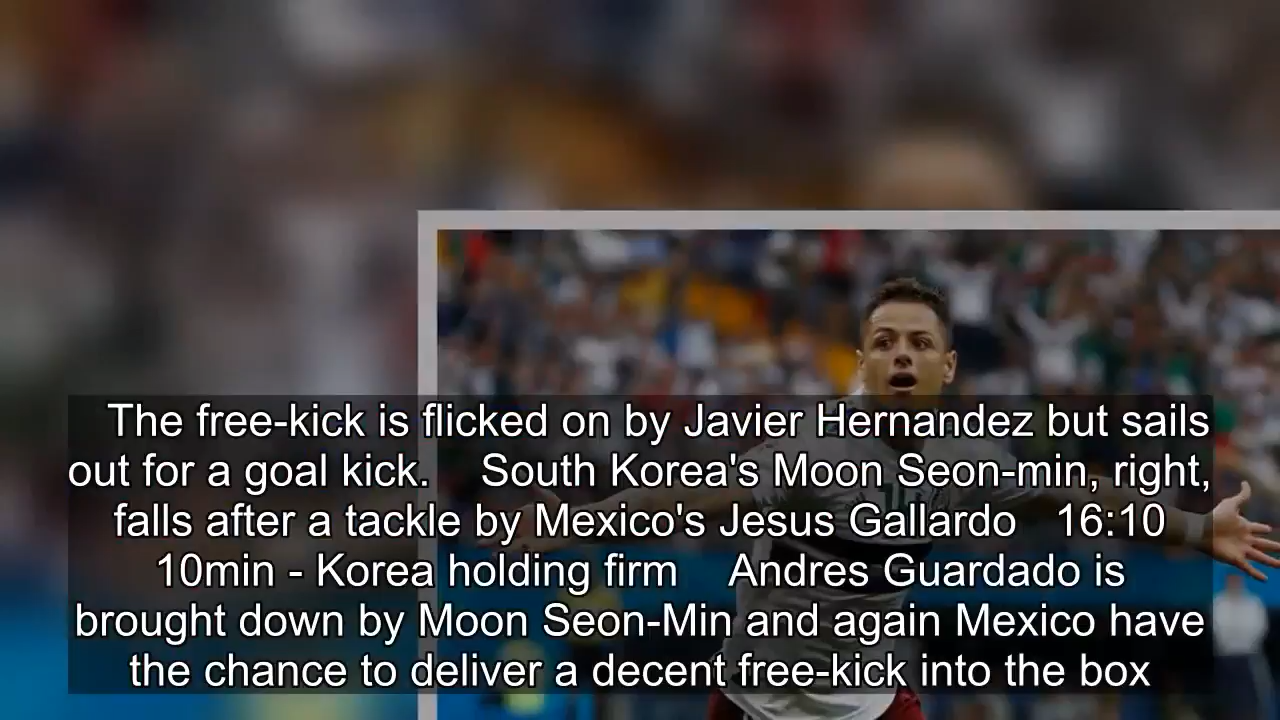 The free-kick is flicked on by Javier Hernandez but sails
out for a goal kick. South Korea's Moon Seon-min, right,
falls after a tackle by Mexico's Jesus Gallardo 16:10
10min - Korea holding firm Andres Guardado is
brought down by Moon Seon-Min and again Mexico have
the chance to deliver a decent free-kick into the box